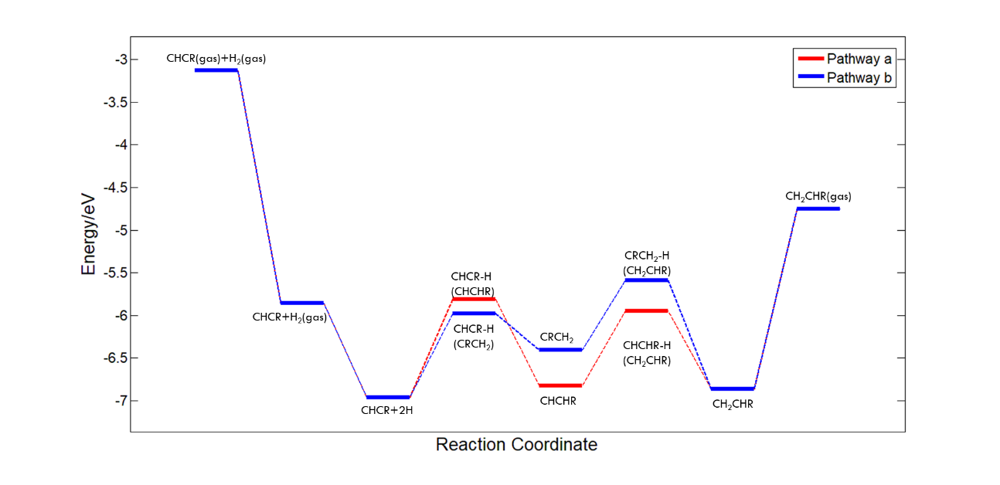 CHCR(gas)+H₂(gas)
Pathway a
Pathway b
-3
-3.5
-4
-4.5
-5
-5.5
-6
-6.5
-7
Energy/eV
CHCR+H₂(gas)
CHCR+2H
CHCR-H
(CHCHR)
CHCR-H
(CRCH₂)
CRCH₂
CHCHR
CRCH₂-H
(CH₂CHR)
CHCHR-H
(CH₂CHR)
CH₂CHR
CH₂CHR(gas)
Reaction Coordinate